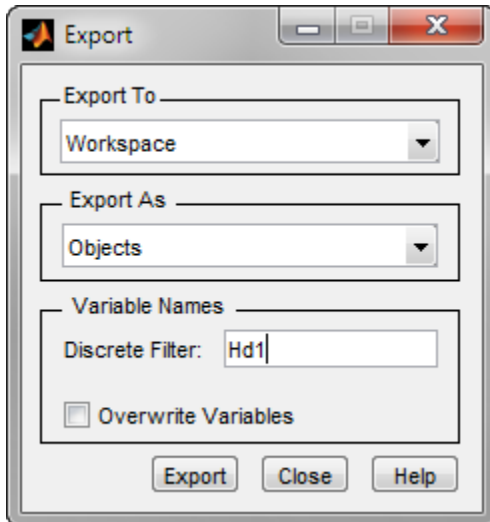 Export
Export To
Workspace
Export As
Objects
Variable Names
Discrete Filter: Hd1
Overwrite Variables
Export Close Help